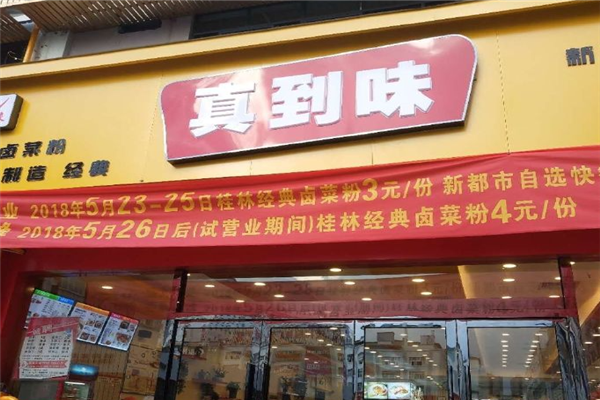 真到味
新
卤菜粉
制造 经典
业 2018年5月23-25日桂林经典卤菜粉3元/份 新都市自选快
2018年5月26日后(试营业期间)桂林经典卤菜粉4元/份